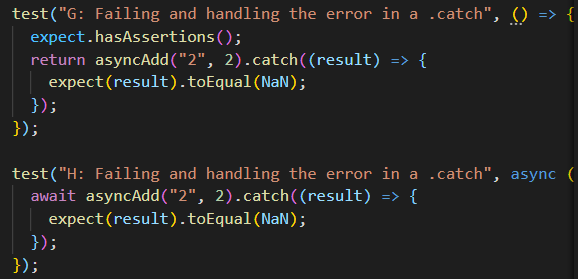 test("G: Failing and handling the error in a .catch", () => {
  expect.hasAssertions();
  return asyncAdd("2", 2).catch((result) => {
    expect(result).toEqual(NaN);
  });
});

test("H: Failing and handling the error in a .catch", async (
  await asyncAdd("2", 2).catch((result) => {
    expect(result).toEqual(NaN);
  });
});